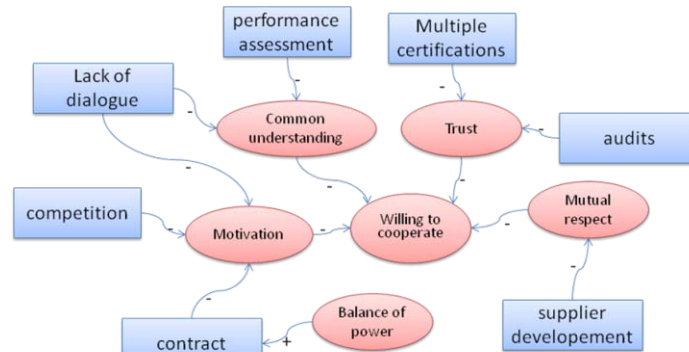 performance
assessment
Multiple
certifications
Lack of
dialogue
-
-
-
Common
understanding
Trust
-
audits
-
-
-
competition
-
Motivation
-
Willing to
cooperate
-
Mutual
respect
-
-
contract
+
Balance of
power
supplier
developement